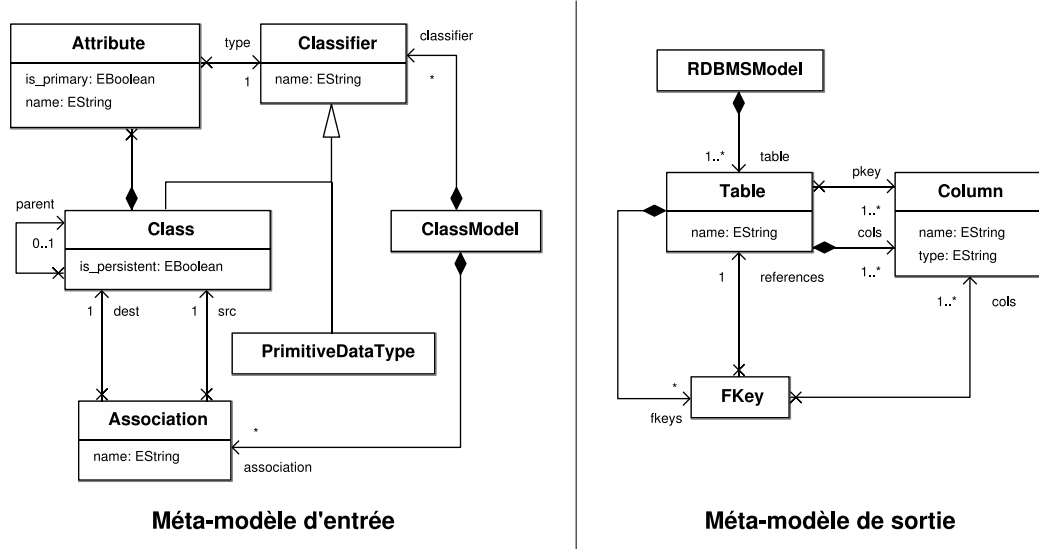 Attribute
is_primary: EBoolean
name: EString
type
1
Classifier
name: EString
classifier
*
parent
0..1
Class
is_persistent: EBoolean
ClassModel
1
dest
1
src
PrimitiveDataType
Association
name: EString
*
association
Méta-modèle d'entrée
RDBMSModel
1..*
table
Table
name: EString
pkey
1..*
cols
1..*
Column
name: EString
type: EString
1
references
1..*
cols
FKey
*
fkeys
Méta-modèle de sortie